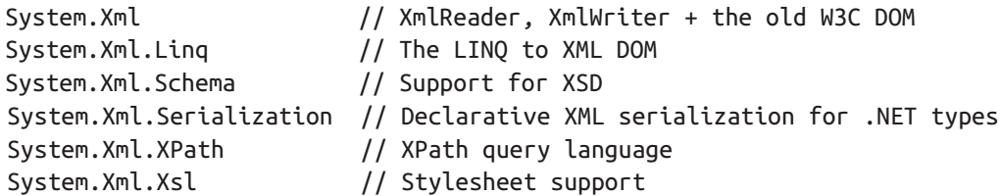 System.Xml // XmlReader, XmlWriter + the old W3C DOM
System.Xml.Linq // The LINQ to XML DOM
System.Xml.Schema // Support for XSD
System.Xml.Serialization // Declarative XML serialization for .NET types
System.Xml.XPath // XPath query language
System.Xml.Xsl // Stylesheet support